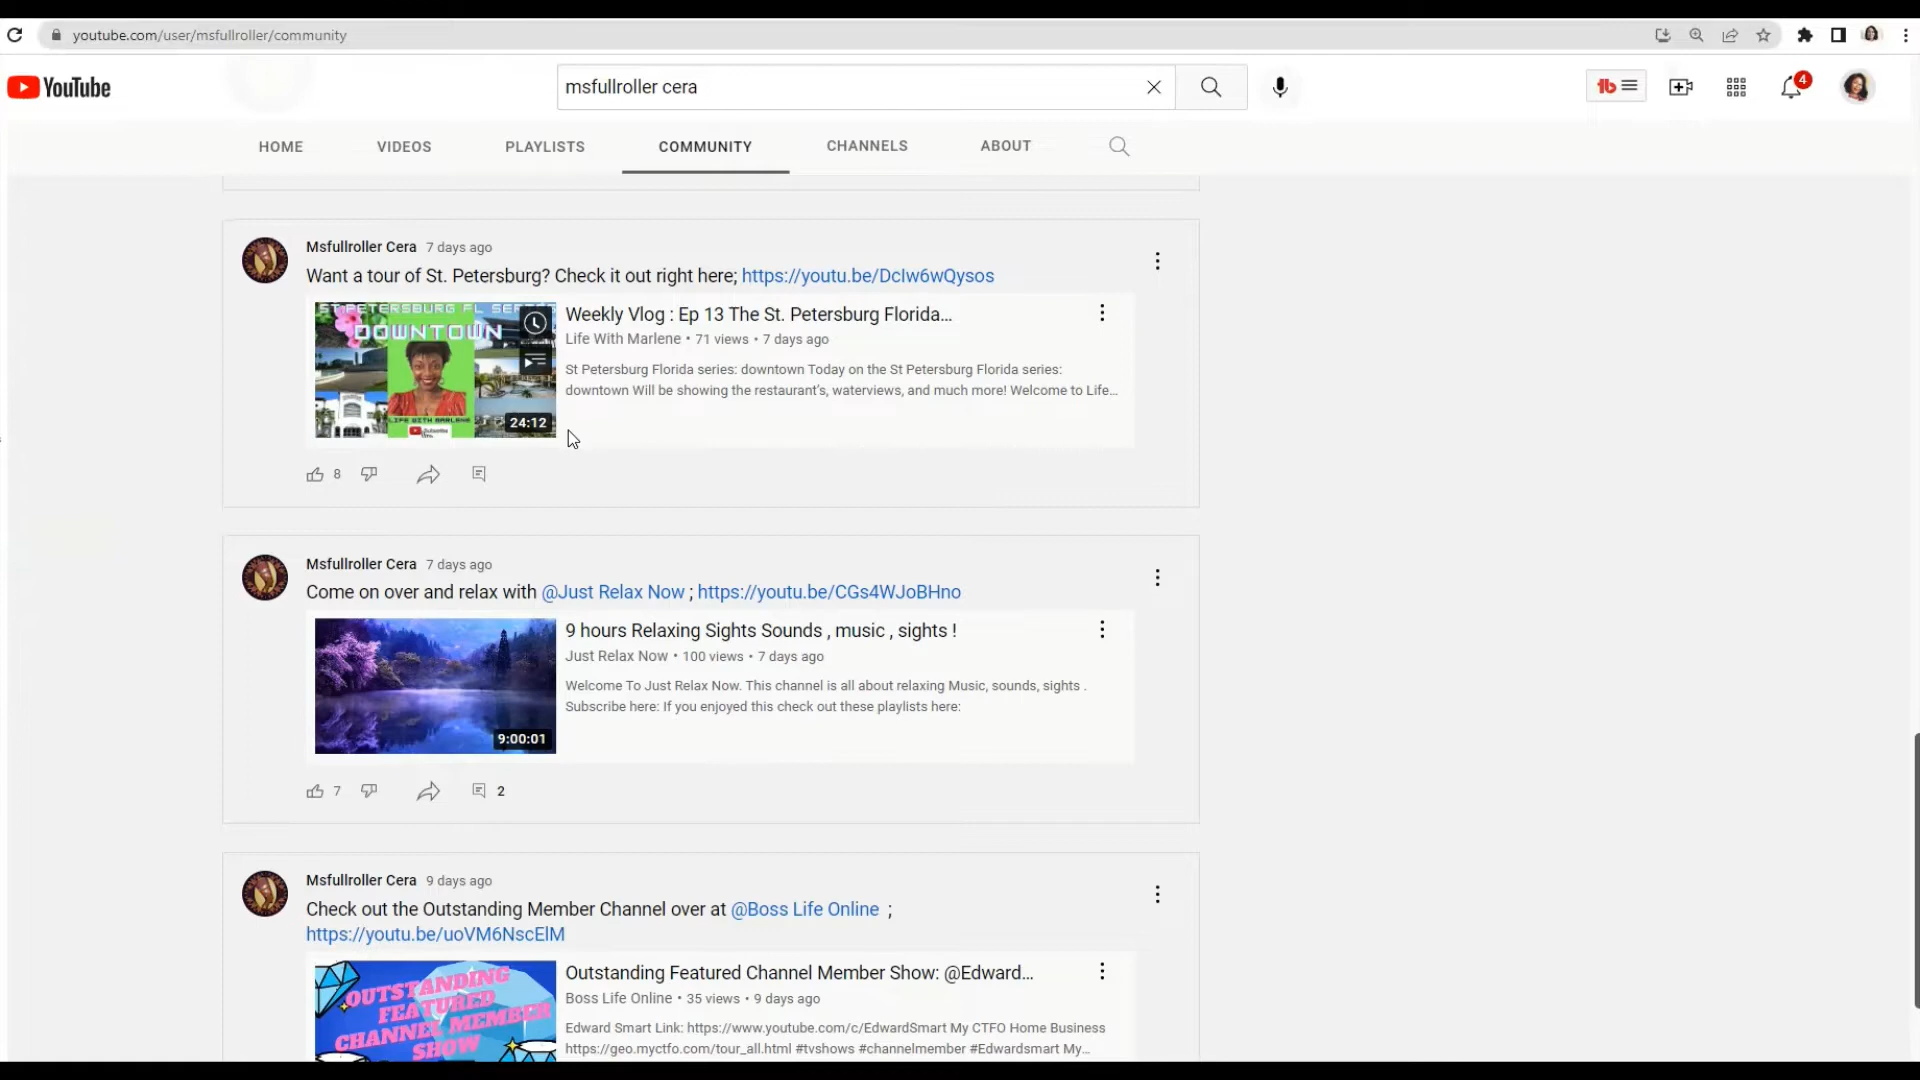 youtube.com/user/msfullroller/community
YouTube
msfullroller cera
4
HOME
VIDEOS
PLAYLISTS
COMMUNITY
CHANNELS
ABOUT
Msfullroller Cera 7 days ago
Want a tour of St. Petersburg? Check it out right here; https://youtu.be/DcIw6wQysos
ST PETERSBURG FL SER
DOWNTOWN
LIFE WITH MARLENE
24:12
Weekly Vlog : Ep 13 The St. Petersburg Florida...
Life With Marlene • 71 views • 7 days ago
St Petersburg Florida series: downtown Today on the St Petersburg Florida series:
downtown Will be showing the restaurant's, waterviews, and much more! Welcome to Life...
8
Msfullroller Cera 7 days ago
Come on over and relax with @Just Relax Now ; https://youtu.be/CGs4WJoBHno
9:00:01
9 hours Relaxing Sights Sounds , music , sights !
Just Relax Now • 100 views • 7 days ago
Welcome To Just Relax Now. This channel is all about relaxing Music, sounds, sights .
Subscribe here: If you enjoyed this check out these playlists here:
7
2
Msfullroller Cera 9 days ago
Check out the Outstanding Member Channel over at @Boss Life Online ;
https://youtu.be/uoVM6NscElM
OUTSTANDING
FEATURED
CHANNEL MEMBER
SHOW
Outstanding Featured Channel Member Show: @Edward...
Boss Life Online • 35 views • 9 days ago
Edward Smart Link: https://www.youtube.com/c/EdwardSmart My CTFO Home Business
https://geo.myctfo.com/tour_all.html #tvshows #channelmember #Edwardsmart My...